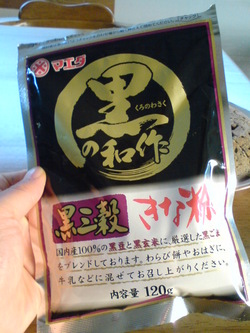 マエダ
黒
くろのわさく
の和作
黒三穀
きな粉
国内産100%の黒豆と黒玄米に、厳選した黒ごま
をブレンドしております。わらび餅やおはぎに、
牛乳などに混ぜてお召し上がりください。
内容量 120g